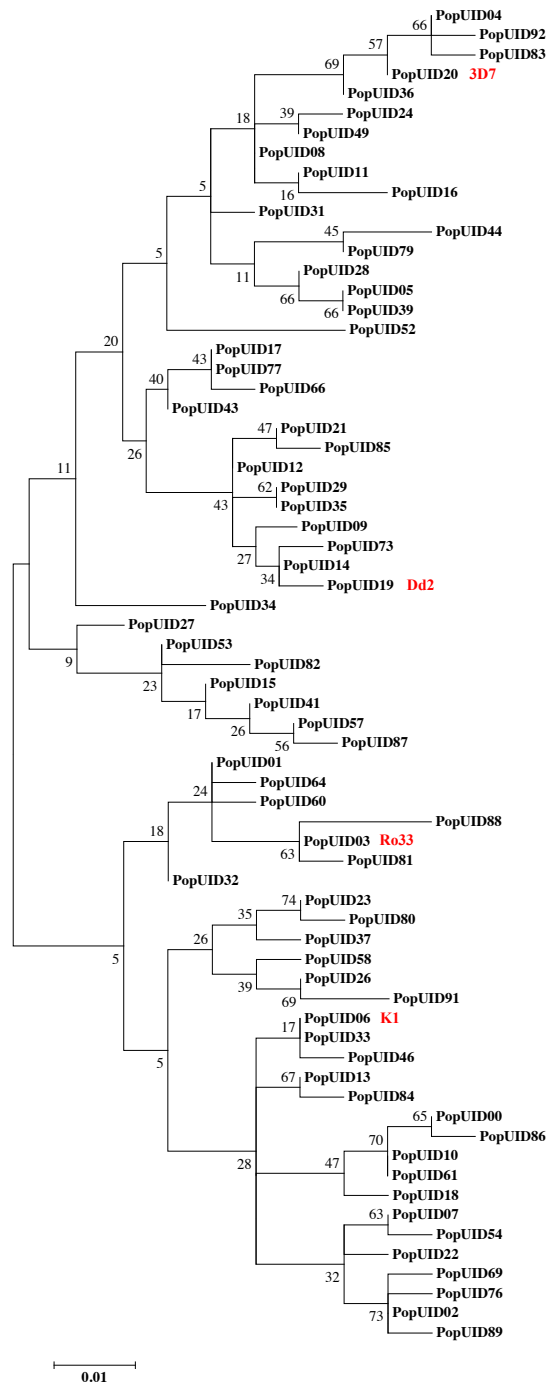 PopUID04
66
PopUID92
57
PopUID83
69
PopUID20 3D7
PopUID36
39
PopUID24
18
PopUID49
PopUID08
PopUID11
16
PopUID16
5
PopUID31
45
PopUID44
PopUID79
11
PopUID28
5
PopUID05
66
66
PopUID39
PopUID52
20
PopUID17
43
PopUID77
40
PopUID66
PopUID43
47
PopUID21
26
PopUID85
11
PopUID12
62
PopUID29
43
PopUID35
PopUID09
27
PopUID73
PopUID14
34
PopUID19 Dd2
PopUID34
PopUID27
9
PopUID53
PopUID82
23
PopUID15
17
PopUID41
26
PopUID57
56
PopUID87
PopUID01
24
PopUID64
PopUID60
18
PopUID88
PopUID03 Ro33
63
PopUID81
PopUID32
5
74
PopUID23
35
PopUID80
26
PopUID37
PopUID58
39
PopUID26
69
PopUID91
PopUID06 K1
17
PopUID33
5
PopUID46
67
PopUID13
PopUID84
65
PopUID00
70
PopUID86
PopUID10
28
47
PopUID61
PopUID18
63
PopUID07
PopUID54
PopUID22
32
PopUID69
PopUID76
73
PopUID02
PopUID89
0.01